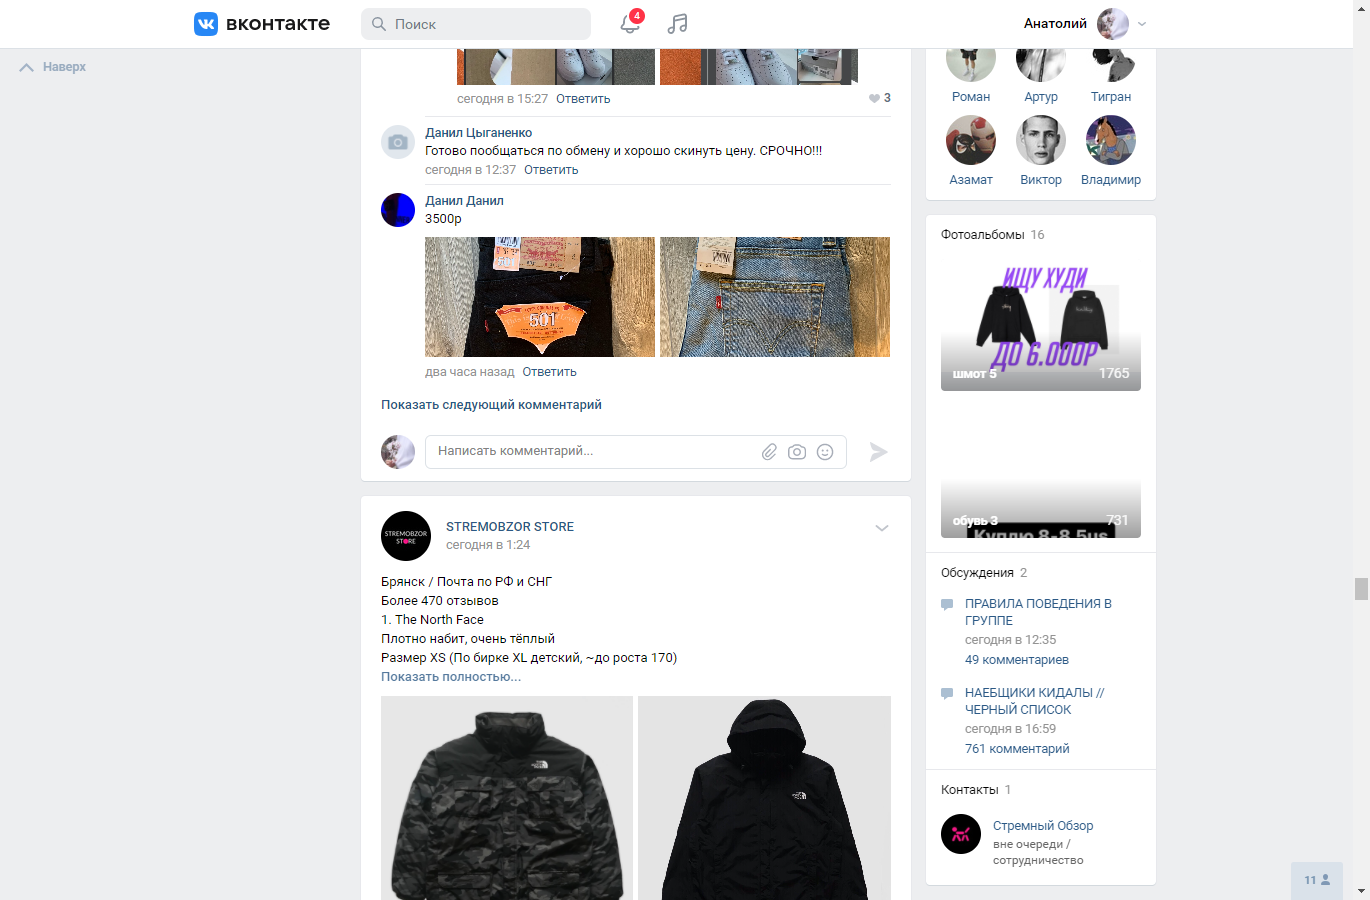 вконтакте
Поиск
4
Анатолий
Наверх
сегодня в 15:27 Ответить
3
Данил Цыганенко
Готово пообщаться по обмену и хорошо скинуть цену. СРОЧНО!!!
сегодня в 12:37 Ответить
Данил Данил
3500р
501
два часа назад Ответить
Показать следующий комментарий
Написать комментарий...
STREMOBZOR STORE
STREMOBZOR STORE
сегодня в 1:24
Брянск / Почта по РФ и СНГ
Более 470 отзывов
1. The North Face
Плотно набит, очень тёплый
Размер XS (По бирке XL детский, ~до роста 170)
Показать полностью...
Роман Артур Тигран
Азамат Виктор Владимир
Фотоальбомы 16
ИЩУ ХУДИ
ДО 6.000Р
шмот 5 1765
обувь 3 731
Куплю 8-8.5us
Обсуждения 2
ПРАВИЛА ПОВЕДЕНИЯ В
ГРУППЕ
сегодня в 12:35
49 комментариев
НАЕБЩИКИ КИДАЛЫ //
ЧЕРНЫЙ СПИСОК
сегодня в 16:59
761 комментарий
Контакты 1
Стремный Обзор
вне очереди /
сотрудничество
11